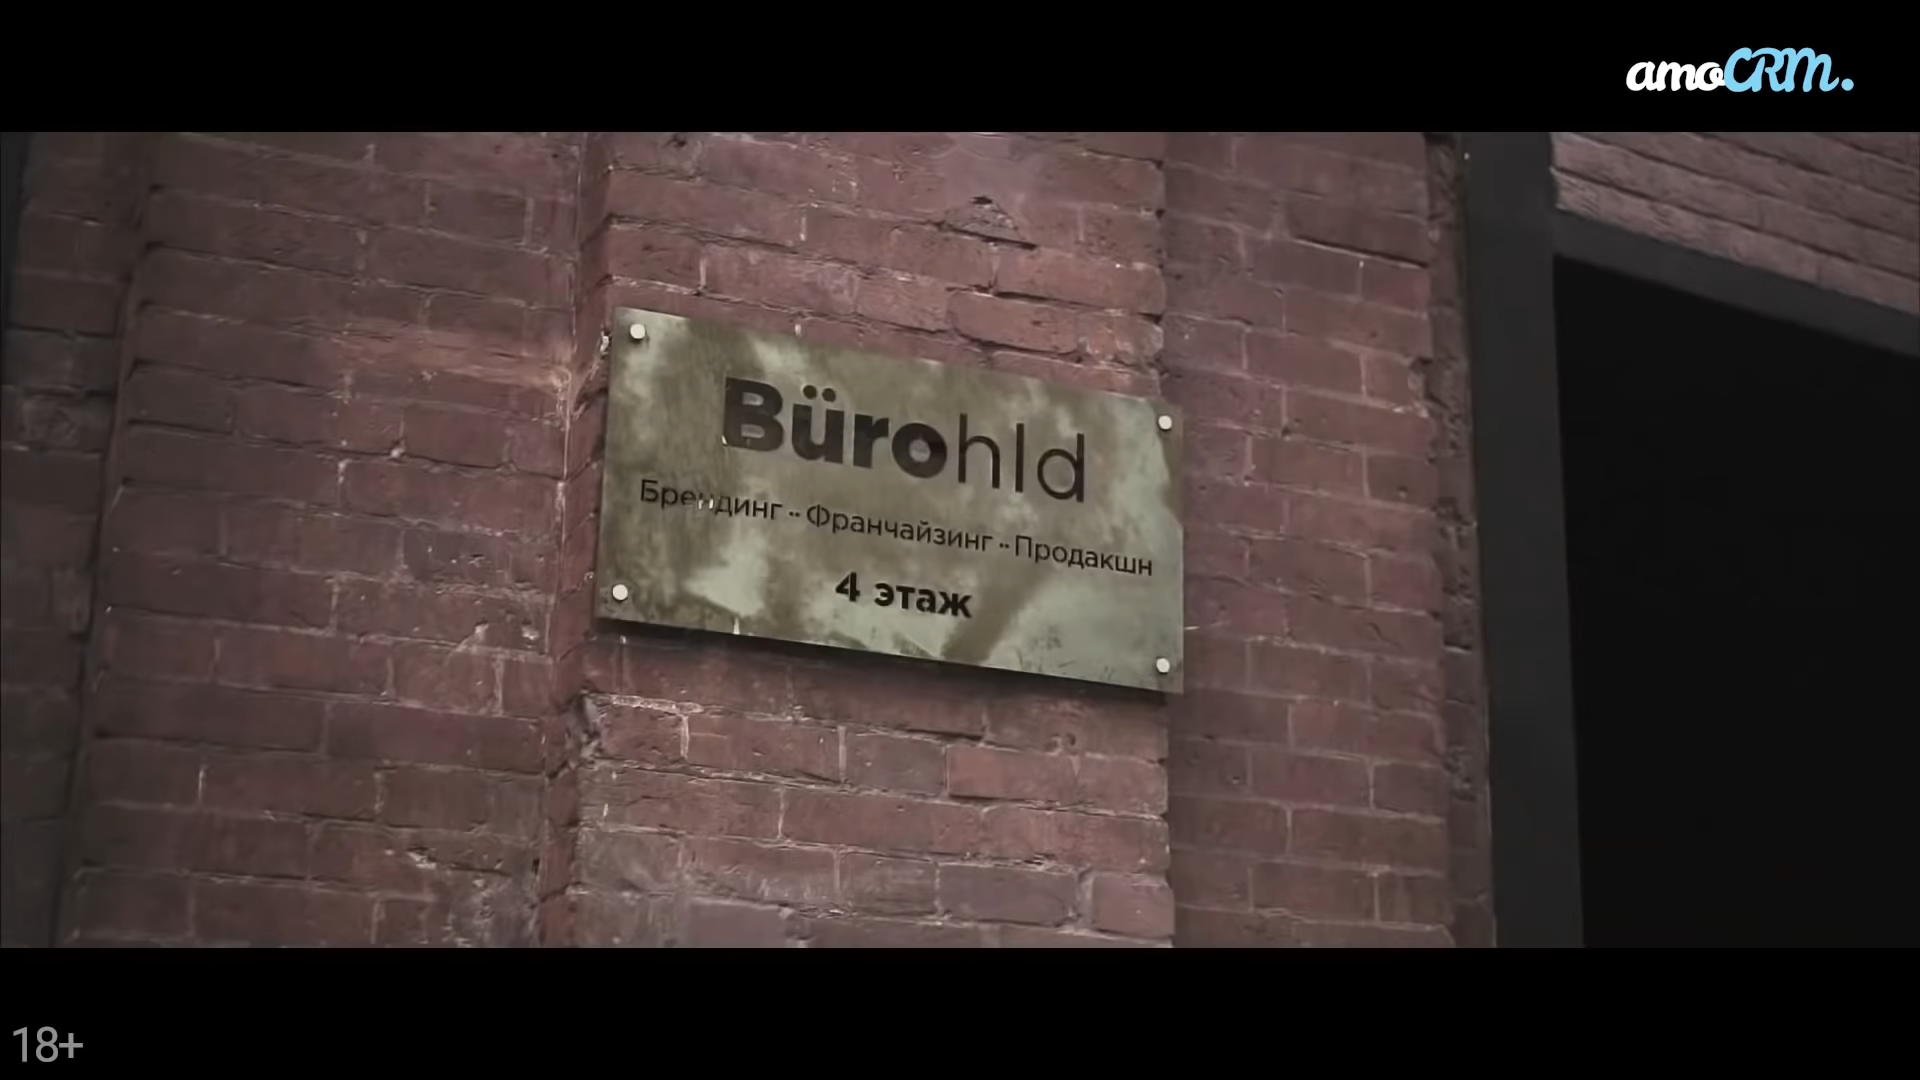 amoCRM.
Bürohld
Брендинг ·· Франчайзинг ·· Продакшн
4 этаж
18+